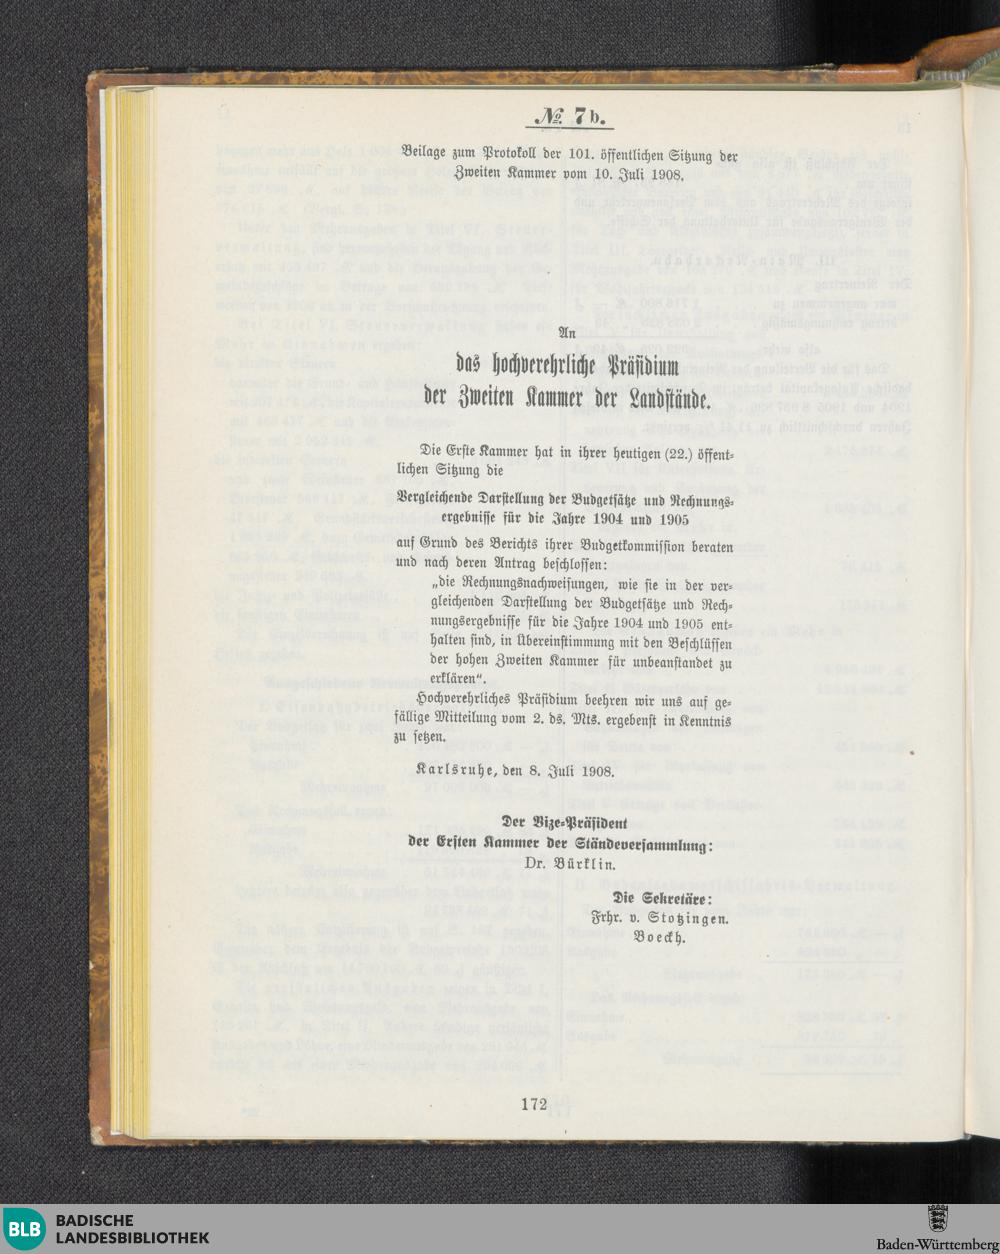 № 7b.
Beilage zum Protokoll der 101. öffentlichen Sitzung der
Zweiten Kammer vom 10. Juli 1908.
An
das hochverehrliche Präsidium
der Zweiten Kammer der Landstände.
Die Erste Kammer hat in ihrer heutigen (22.) öffent-
lichen Sitzung die
Vergleichende Darstellung der Budgetsätze und Rechnungs-
ergebnisse für die Jahre 1904 und 1905
auf Grund des Berichts ihrer Budgetkommission beraten
und nach deren Antrag beschlossen:
„die Rechnungsnachweisungen, wie sie in der ver-
gleichenden Darstellung der Budgetsätze und Rech-
nungsergebnisse für die Jahre 1904 und 1905 ent-
halten sind, in Übereinstimmung mit den Beschlüssen
der hohen Zweiten Kammer für unbeanstandet zu
erklären“.
Hochverehrliches Präsidium beehren wir uns auf ge-
fällige Mitteilung vom 2. ds. Mts. ergebenst in Kenntnis
zu setzen.
Karlsruhe, den 8. Juli 1908.
Der Vize-Präsident
der Ersten Kammer der Ständeversammlung:
Dr. Bürklin.
Die Sekretäre:
Frhr. v. Stotzingen.
Boeckh.
172
BLB
BADISCHE
LANDESBIBLIOTHEK
Baden-Württemberg